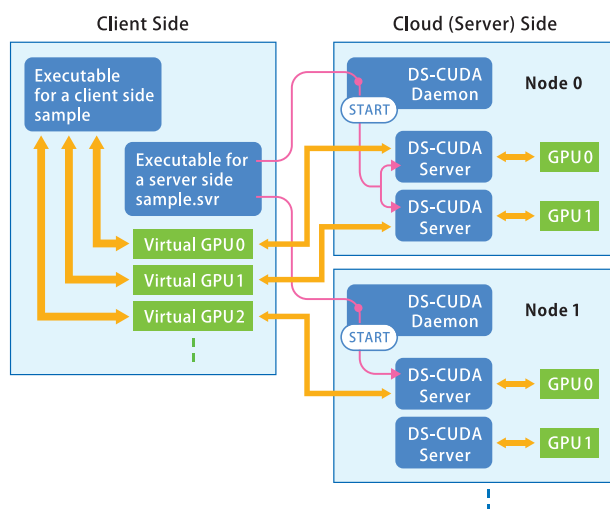 Client Side
Cloud (Server) Side
Executable
for a client side
sample
Executable for
a server side
sample.svr
Virtual GPU0
Virtual GPU1
Virtual GPU2
DS-CUDA
Daemon
Node 0
START
DS-CUDA
Server
GPU0
DS-CUDA
Server
GPU1
DS-CUDA
Daemon
Node 1
START
DS-CUDA
Server
GPU0
DS-CUDA
Server
GPU1